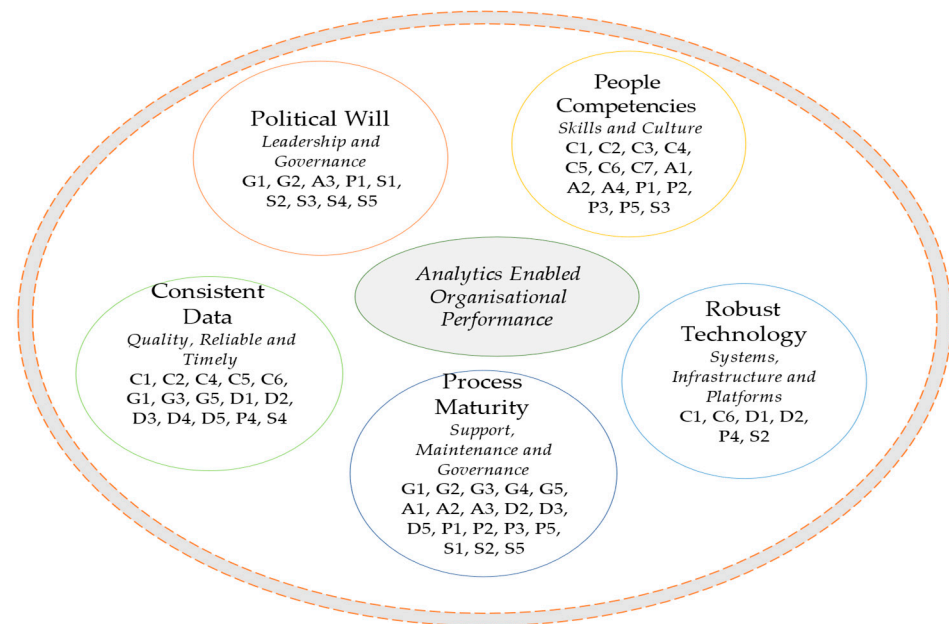 Political Will
Leadership and
Governance
G1, G2, A3, P1, S1,
S2, S3, S4, S5
People
Competencies
Skills and Culture
C1, C2, C3, C4,
C5, C6, C7, A1,
A2, A4, P1, P2,
P3, P5, S3
Analytics Enabled
Organisational
Performance
Consistent
Data
Quality, Reliable and
Timely
C1, C2, C4, C5, C6,
G1, G3, G5, D1, D2,
D3, D4, D5, P4, S4
Robust
Technology
Systems,
Infrastructure and
Platforms
C1, C6, D1, D2,
P4, S2
Process
Maturity
Support,
Maintenance and
Governance
G1, G2, G3, G4, G5,
A1, A2, A3, D2, D3,
D5, P1, P2, P3, P5,
S1, S2, S5